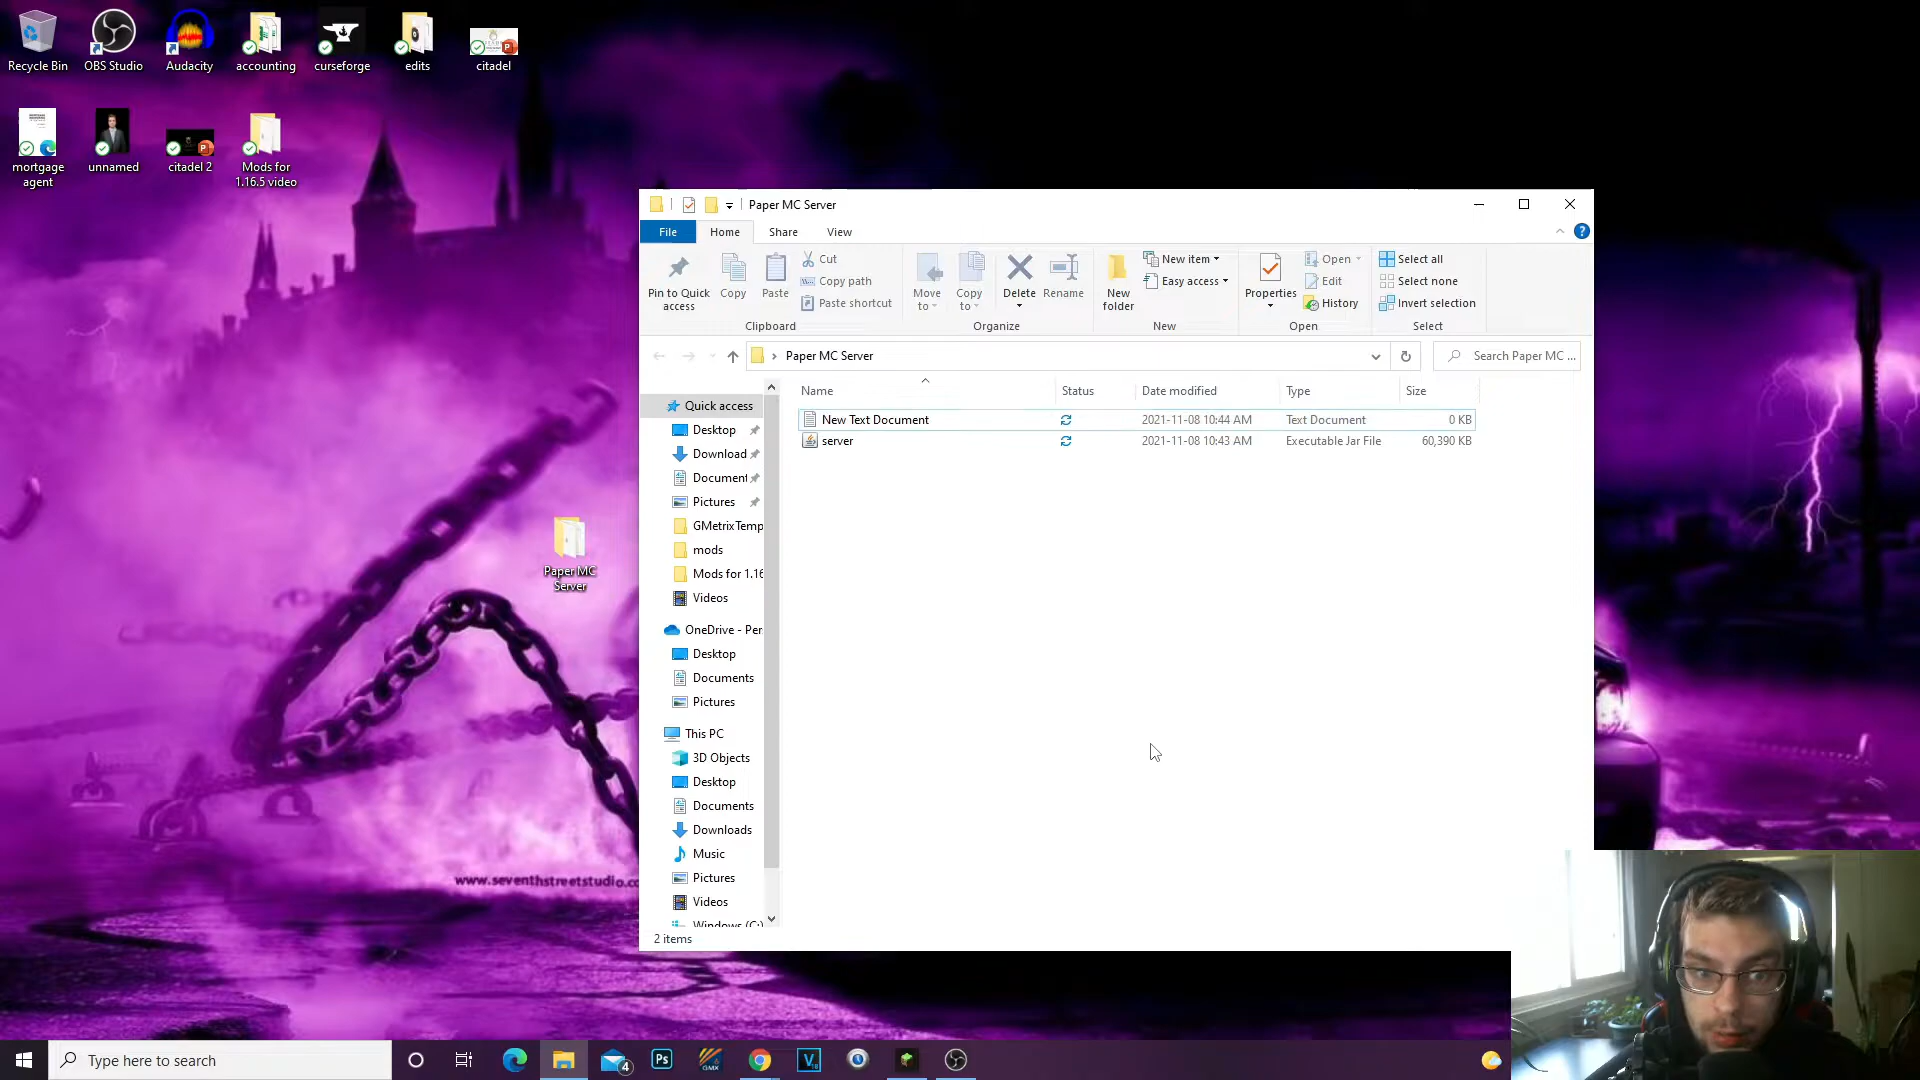 Recycle Bin
OBS Studio
Audacity
accounting
curseforge
edits
citadel
mortgage
agent
unnamed
citadel 2
Mods for
1.16.5 video
Paper MC
Server
www.seventhstreetstudio.co
Paper MC Server
File
Home
Share
View
Pin to Quick
access
Copy
Paste
Cut
Copy path
Paste shortcut
Clipboard
Move
to
Copy
to
Delete
Rename
Organize
New
folder
New item
Easy access
New
Properties
Open
Edit
History
Open
Select all
Select none
Invert selection
Select
Paper MC Server
Search Paper MC ...
Name
Status
Date modified
Type
Size
New Text Document
2021-11-08 10:44 AM
Text Document
0 KB
server
2021-11-08 10:43 AM
Executable Jar File
60,390 KB
Quick access
Desktop
Download
Document
Pictures
GMetrixTemp
mods
Mods for 1.16
Videos
OneDrive - Per
Desktop
Documents
Pictures
This PC
3D Objects
Desktop
Documents
Downloads
Music
Pictures
Videos
Windows (C:)
2 items
Type here to search
4
Ps
GMX
V
18